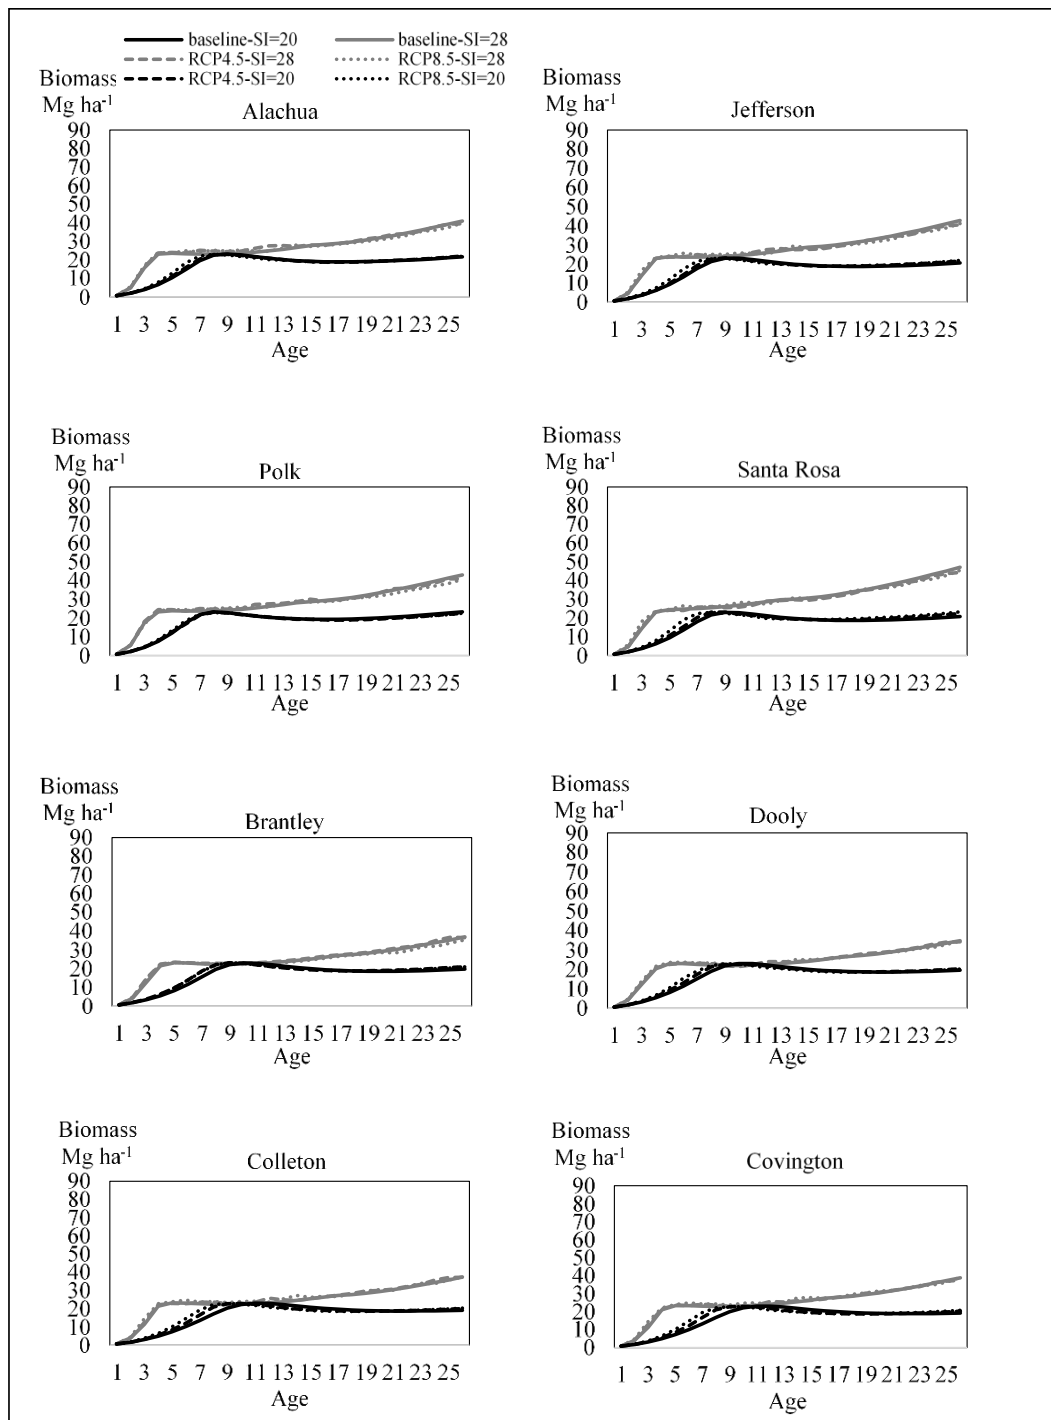 baseline-SI=20 baseline-SI=28
RCP4.5-SI=28 RCP8.5-SI=28
RCP4.5-SI=20 RCP8.5-SI=20
Biomass
Mg ha-1
Alachua
90
80
70
60
50
40
30
20
10
0
1 3 5 7 9 11 13 15 17 19 21 23 25
Age
Biomass
Mg ha-1
Jefferson
90
80
70
60
50
40
30
20
10
0
1 3 5 7 9 11 13 15 17 19 21 23 25
Age
Biomass
Mg ha-1
Polk
90
80
70
60
50
40
30
20
10
0
1 3 5 7 9 11 13 15 17 19 21 23 25
Age
Biomass
Mg ha-1
Santa Rosa
90
80
70
60
50
40
30
20
10
0
1 3 5 7 9 11 13 15 17 19 21 23 25
Age
Biomass
Mg ha-1
Brantley
90
80
70
60
50
40
30
20
10
0
1 3 5 7 9 11 13 15 17 19 21 23 25
Age
Biomass
Mg ha-1
Dooly
90
80
70
60
50
40
30
20
10
0
1 3 5 7 9 11 13 15 17 19 21 23 25
Age
Biomass
Mg ha-1
Colleton
90
80
70
60
50
40
30
20
10
0
1 3 5 7 9 11 13 15 17 19 21 23 25
Age
Biomass
Mg ha-1
Covington
90
80
70
60
50
40
30
20
10
0
1 3 5 7 9 11 13 15 17 19 21 23 25
Age